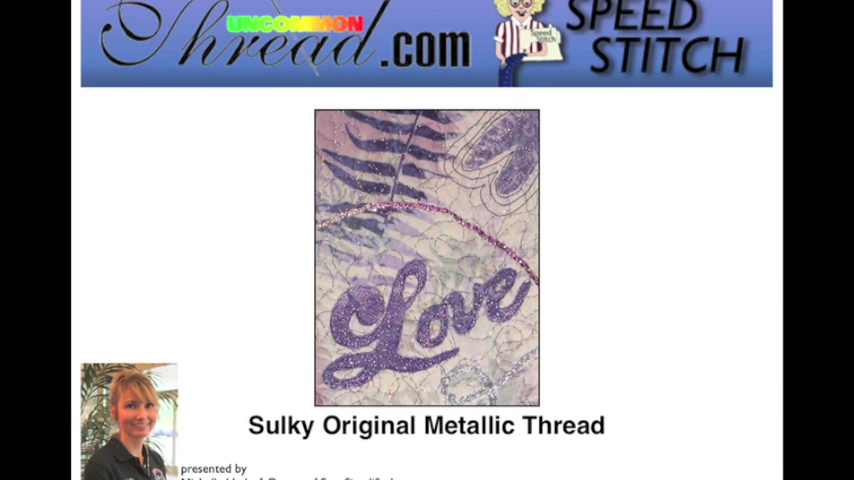 UNCOMMON
Thread.com
SPEED
STITCH
Speed
Stitch
Love
Sulky Original Metallic Thread
presented by